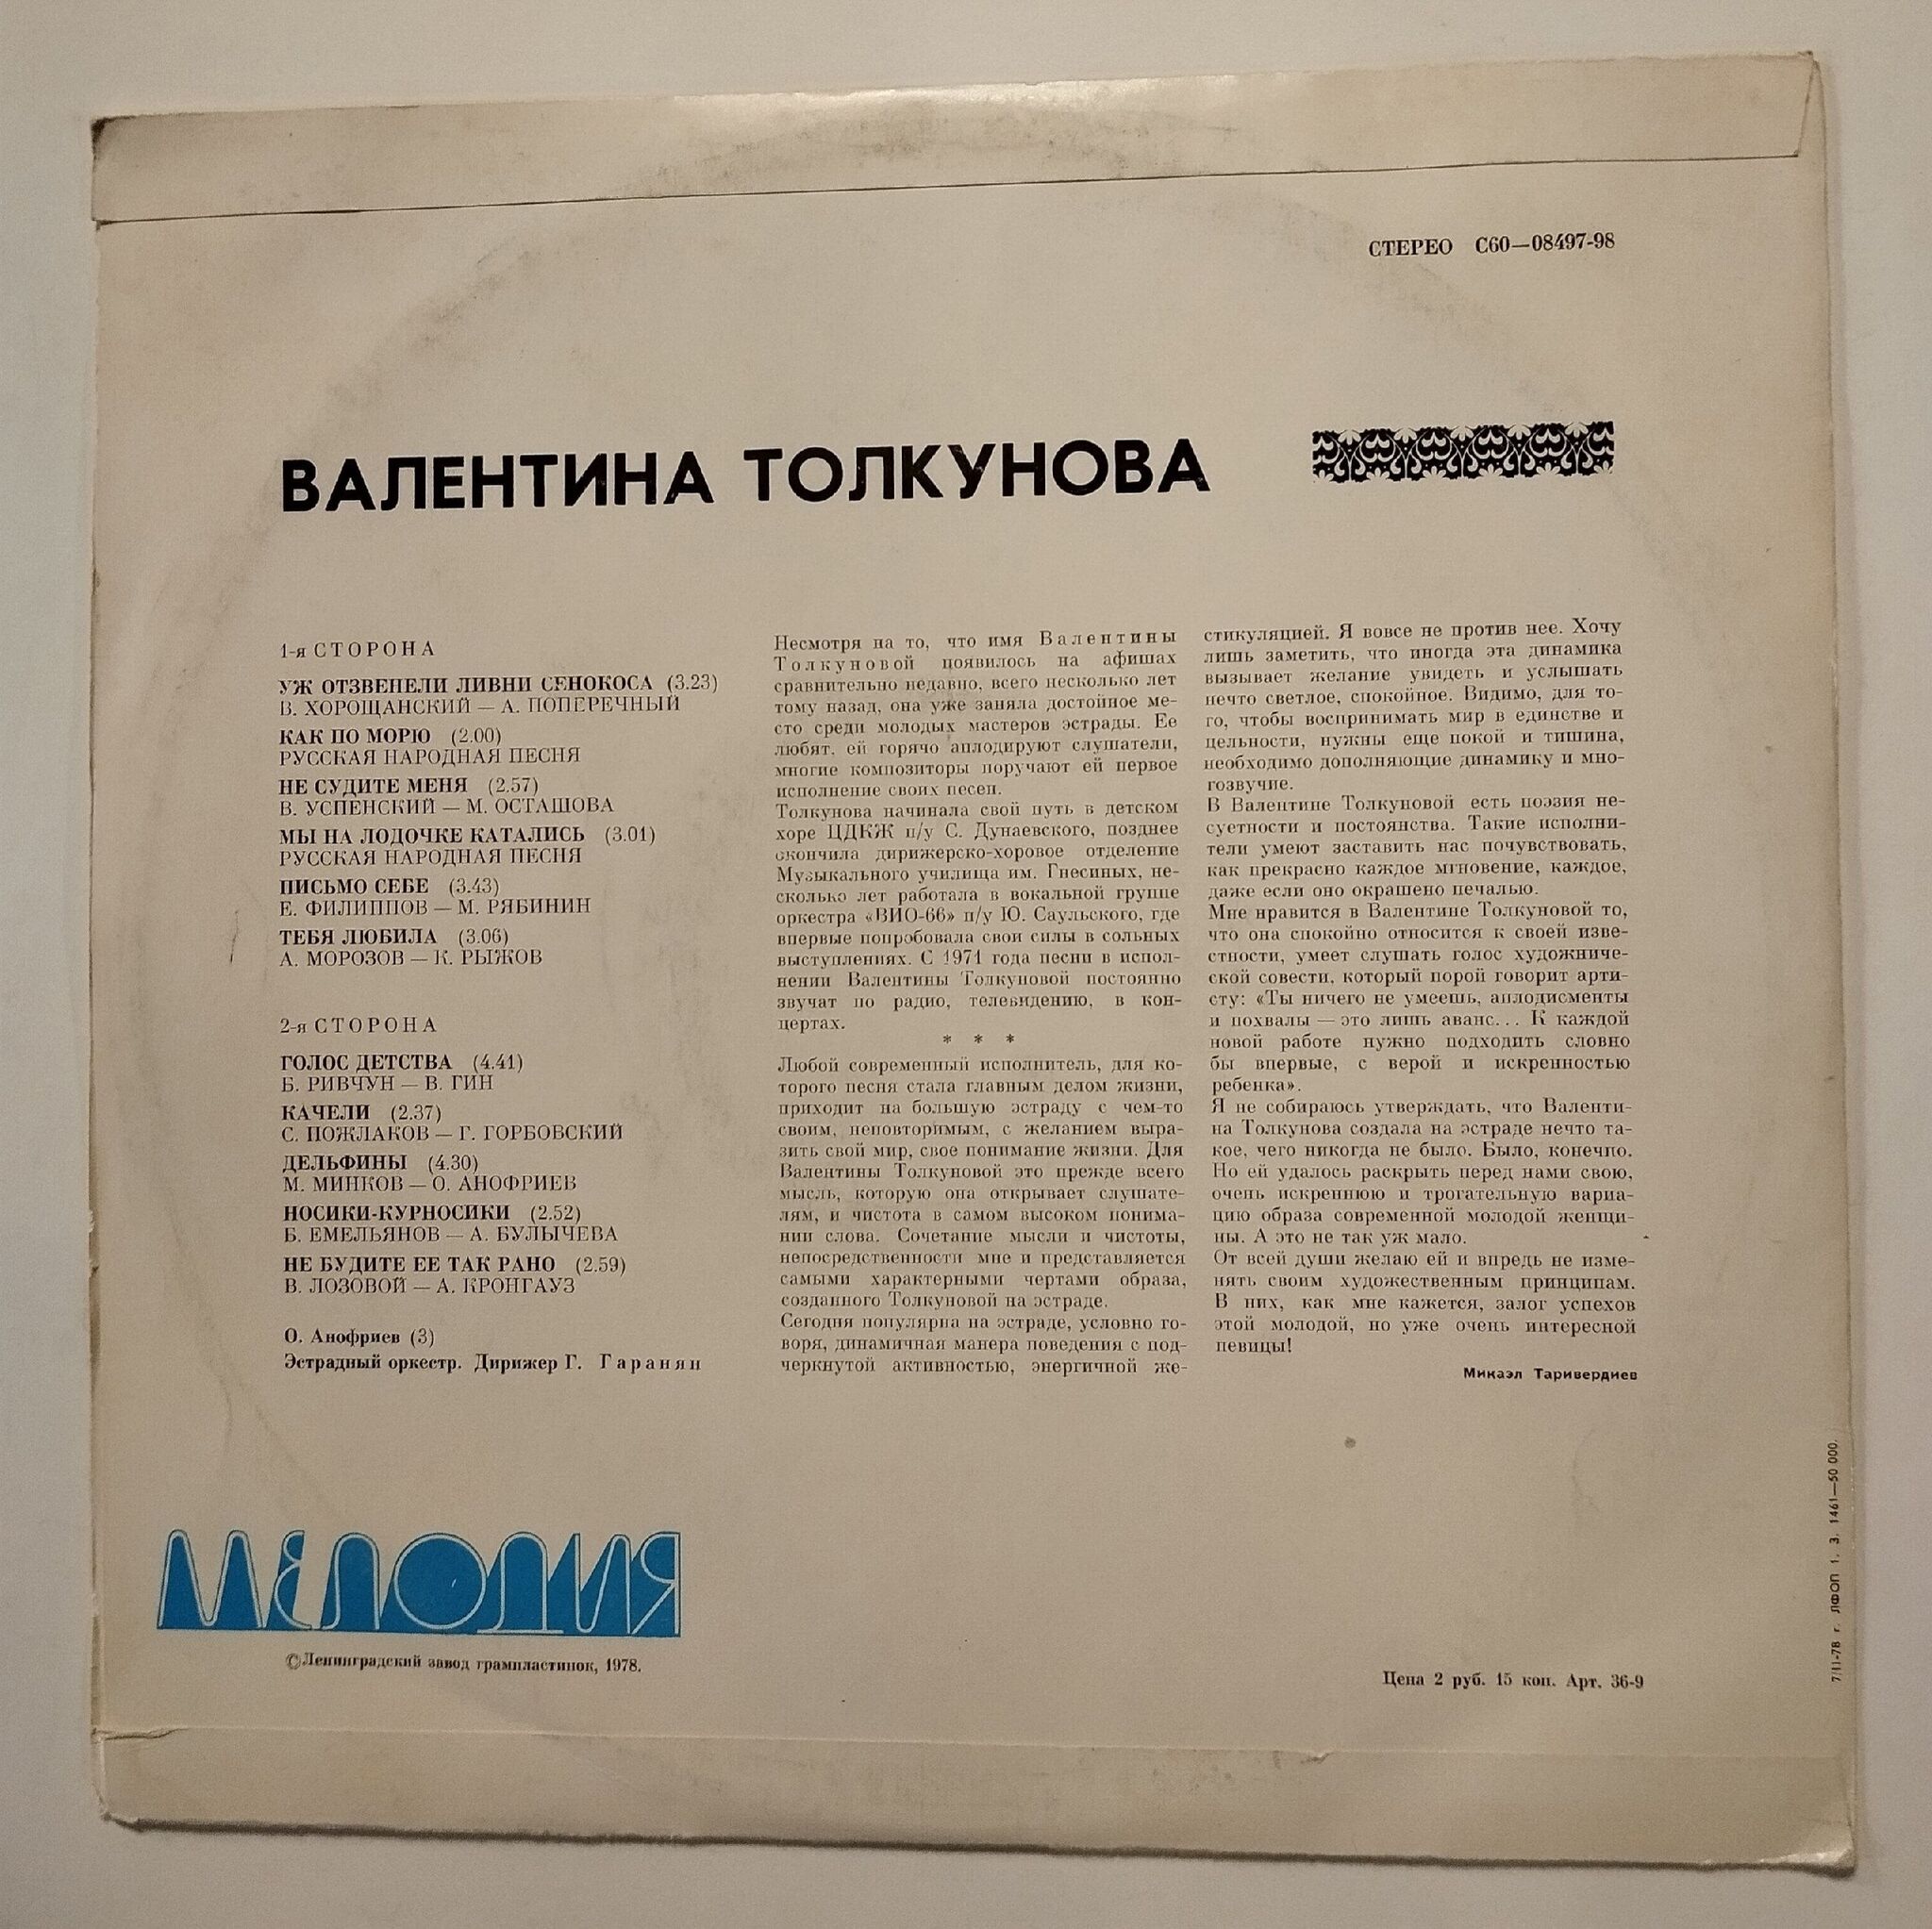 СТЕРЕО С60—08497-98
ВАЛЕНТИНА ТОЛКУНОВА
1-я СТОРОНА
УЖ ОТЗВЕНЕЛИ ЛИВНИ СЕНОКОСА (3.23)
В. ХОРОЩАНСКИЙ — А. ПОПЕРЕЧНЫЙ
КАК ПО МОРЮ (2.00)
РУССКАЯ НАРОДНАЯ ПЕСНЯ
НЕ СУДИТЕ МЕНЯ (2.57)
В. УСПЕНСКИЙ — М. ОСТАШОВА
МЫ НА ЛОДОЧКЕ КАТАЛИСЬ (3.01)
РУССКАЯ НАРОДНАЯ ПЕСНЯ
ПИСЬМО СЕБЕ (3.43)
Е. ФИЛИППОВ — М. РЯБИНИН
ТЕБЯ ЛЮБИЛА (3.06)
А. МОРОЗОВ — К. РЫЖОВ
2-я СТОРОНА
ГОЛОС ДЕТСТВА (4.41)
Б. РИВЧУН — В. ГИН
КАЧЕЛИ (2.37)
С. ПОЖЛАКОВ — Г. ГОРБОВСКИЙ
ДЕЛЬФИНЫ (4.30)
М. МИНКОВ — О. АНОФРИЕВ
НОСИКИ-КУРНОСИКИ (2.52)
Б. ЕМЕЛЬЯНОВ — А. БУЛЫЧЕВА
НЕ БУДИТЕ ЕЕ ТАК РАНО (2.59)
В. ЛОЗОВОЙ — А. КРОНГАУЗ
О. Анофриев (3)
Эстрадный оркестр. Дирижер Г. Гаранян
Несмотря на то, что имя Валентины
Толкуновой появилось на афишах
сравнительно недавно, всего несколько лет
тому назад, она уже заняла достойное ме-
сто среди молодых мастеров эстрады. Ее
любят, ей горячо аплодируют слушатели,
многие композиторы поручают ей первое
исполнение своих песен.
Толкунова начинала свой путь в детском
хоре ЦДКЖ п/у С. Дунаевского, позднее
окончила дирижерско-хоровое отделение
Музыкального училища им. Гнесиных, не-
сколько лет работала в вокальной группе
оркестра «ВИО-66» п/у Ю. Саульского, где
впервые попробовала свои силы в сольных
выступлениях. С 1971 года песни в испол-
нении Валентины Толкуновой постоянно
звучат по радио, телевидению, в кон-
цертах.
* * *
Любой современный исполнитель, для ко-
торого песня стала главным делом жизни,
приходит на большую эстраду с чем-то
своим, неповторимым, с желанием выра-
зить свой мир, свое понимание жизни. Для
Валентины Толкуновой это прежде всего
мысль, которую она открывает слушате-
лям, и чистота в самом высоком понима-
нии слова. Сочетание мысли и чистоты,
непосредственности мне и представляется
самыми характерными чертами образа,
созданного Толкуновой на эстраде.
Сегодня популярна на эстраде, условно го-
воря, динамичная манера поведения с под-
черкнутой активностью, энергичной же-
стикуляцией. Я вовсе не против нее. Хочу
лишь заметить, что иногда эта динамика
вызывает желание увидеть и услышать
нечто светлое, спокойное. Видимо, для то-
го, чтобы воспринимать мир в единстве и
цельности, нужны еще покой и тишина,
необходимо дополняющие динамику и мно-
гозвучие.
В Валентине Толкуновой есть поэзия не-
суетности и постоянства. Такие исполни-
тели умеют заставить нас почувствовать,
как прекрасно каждое мгновение, каждое,
даже если оно окрашено печалью.
Мне нравится в Валентине Толкуновой то,
что она спокойно относится к своей изве-
стности, умеет слушать голос художниче-
ской совести, который порой говорит арти-
сту: «Ты ничего не умеешь, аплодисменты
и похвалы — это лишь аванс... К каждой
новой работе нужно подходить словно
бы впервые, с верой и искренностью
ребенка».
Я не собираюсь утверждать, что Валенти-
на Толкунова создала на эстраде нечто та-
кое, чего никогда не было. Было, конечно.
Но ей удалось раскрыть перед нами свою,
очень искреннюю и трогательную вариа-
цию образа современной молодой женщи-
ны. А это не так уж мало.
От всей души желаю ей и впредь не изме-
нять своим художественным принципам.
В них, как мне кажется, залог успехов
этой молодой, но уже очень интересной
певицы!
Микаэл Таривердиев
МЕЛОДИЯ
©Ленинградский завод грампластинок, 1978.
Цена 2 руб. 15 коп. Арт. 36-9
7/II-78 г. ЛФОП 1. З. 1461—50 000.